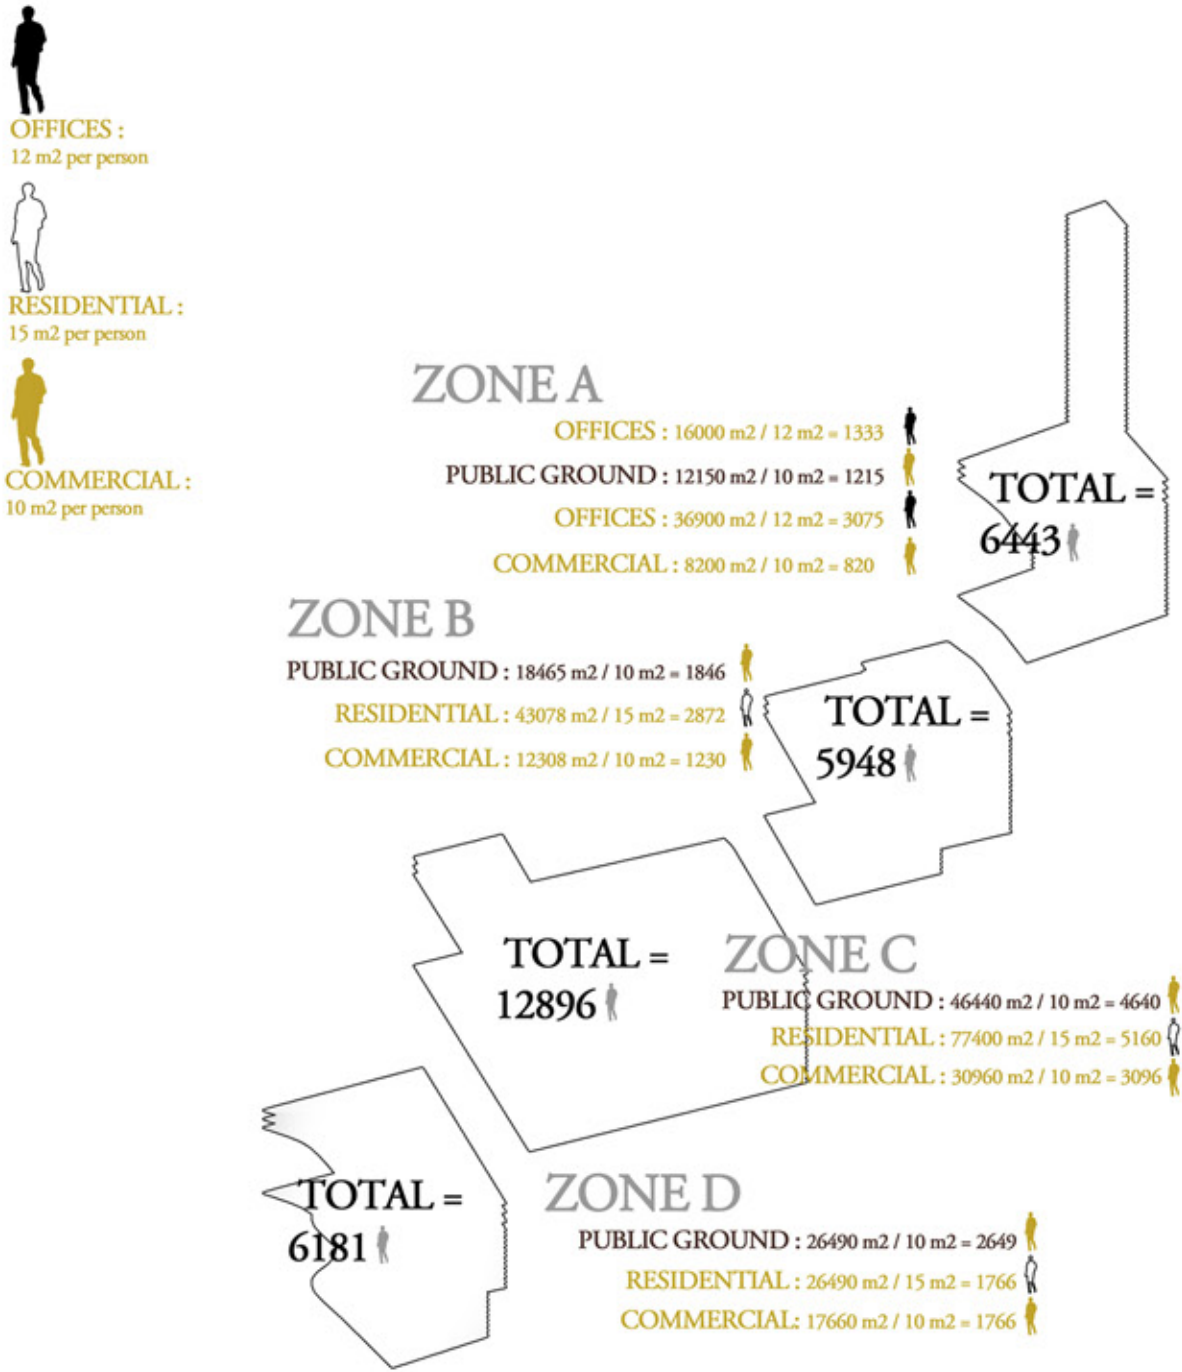 OFFICES :
12 m2 per person
RESIDENTIAL :
15 m2 per person
COMMERCIAL :
10 m2 per person
ZONE A
OFFICES : 16000 m2 / 12 m2 = 1333
PUBLIC GROUND : 12150 m2 / 10 m2 = 1215
OFFICES : 36900 m2 / 12 m2 = 3075
COMMERCIAL : 8200 m2 / 10 m2 = 820
TOTAL =
6443
ZONE B
PUBLIC GROUND : 18465 m2 / 10 m2 = 1846
RESIDENTIAL : 43078 m2 / 15 m2 = 2872
COMMERCIAL : 12308 m2 / 10 m2 = 1230
TOTAL =
5948
TOTAL =
12896
ZONE C
PUBLIC GROUND : 46440 m2 / 10 m2 = 4640
RESIDENTIAL : 77400 m2 / 15 m2 = 5160
COMMERCIAL : 30960 m2 / 10 m2 = 3096
TOTAL =
6181
ZONE D
PUBLIC GROUND : 26490 m2 / 10 m2 = 2649
RESIDENTIAL : 26490 m2 / 15 m2 = 1766
COMMERCIAL: 17660 m2 / 10 m2 = 1766